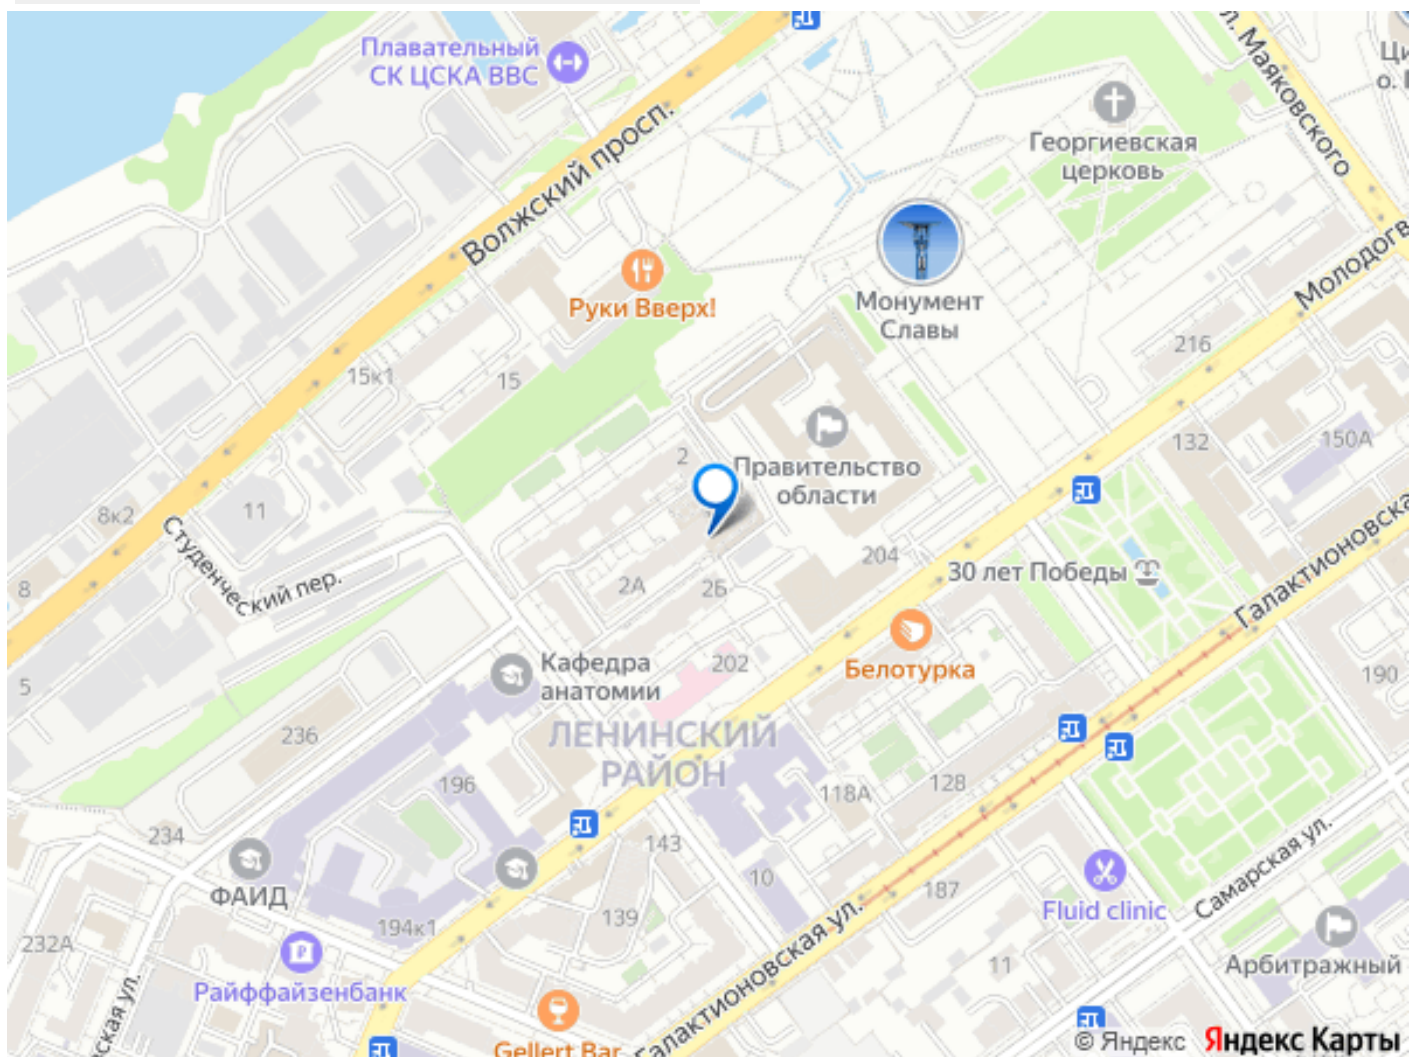 Плавательный
СК ЦСКА ВВС
Волжский просп.
л. Маяковского
Ци
о.
Георгиевская
церковь
Молодогв
Руки Вверх!
Монумент
Славы
216
15к1
15
132
150А
2
Правительство
области
8к2
11
Студенческий пер.
204
30 лет Победы
Галактионовска
8
2А
2Б
Белотурка
Кафедра
анатомии
202
190
5
236
ЛЕНИНСКИЙ
РАЙОН
196
118А
128
234
143
Самарская ул.
ФАИД
10
187
Fluid clinic
139
194к1
232А
Галактионовская ул.
11
Арбитражный
Райффайзенбанк
ская ул.
Gellert Bar
© Яндекс Яндекс Карты